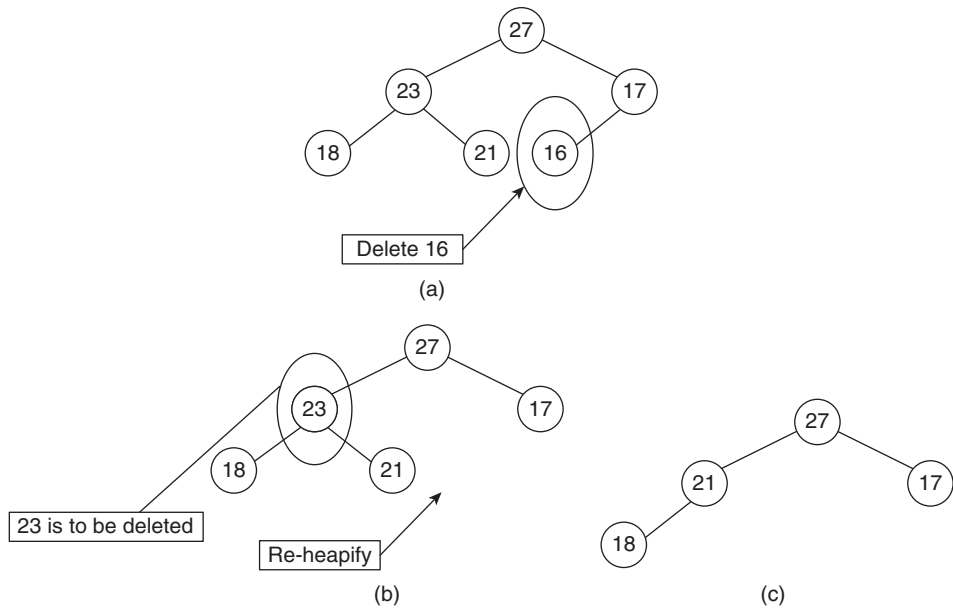 27
23 17
18 21 16
Delete 16
(a)
27
23 17
18 21
23 is to be deleted
Re-heapify
(b)
27
21 17
18
(c)